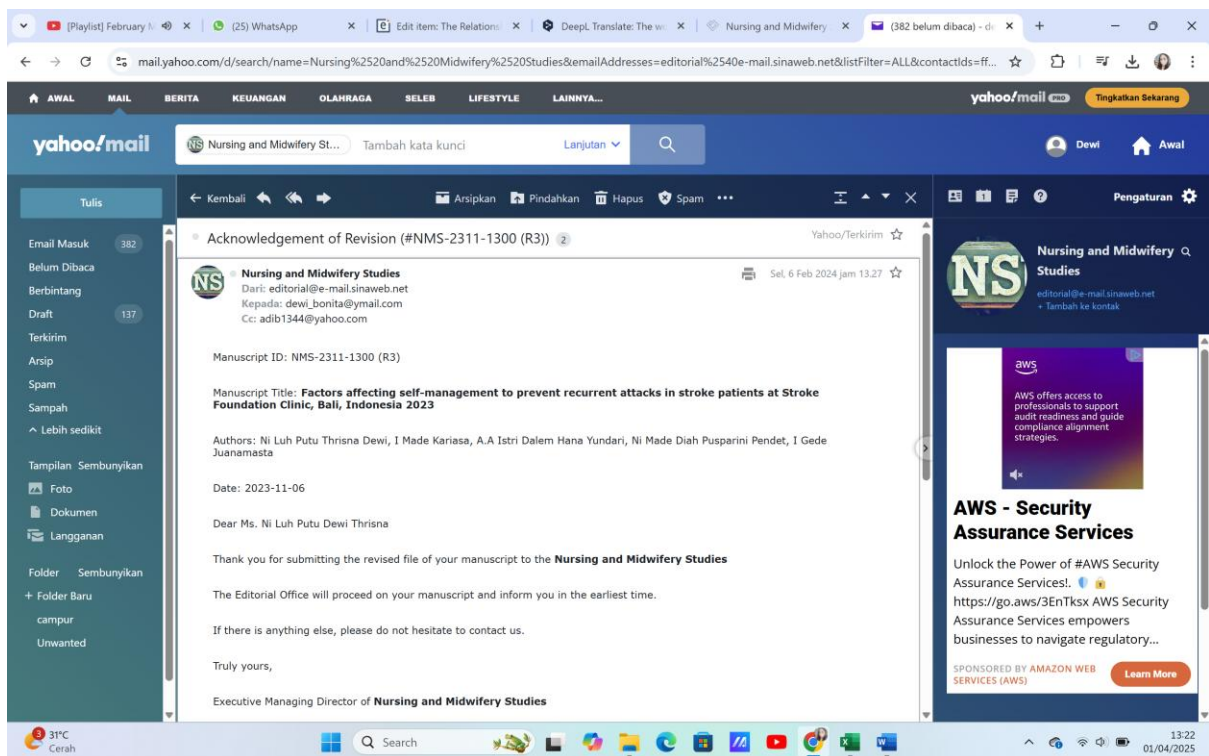 [Playlist] February M
(25) WhatsApp
Edit item: The Relations
DeepL Translate: The w
Nursing and Midwifery
(382 belum dibaca) - de
mail.yahoo.com/d/search/name=Nursing%2520and%2520Midwifery%2520Studies&emailAddresses=editorial%2540e-mail.sinaweb.net&listFilter=ALL&contactIds=ff...
AWAL MAIL BERITA KEUANGAN OLAHRAGA SELEB LIFESTYLE LAINNYA...
yahoo!mail PRO Tingkatkan Sekarang
yahoo!mail
NS Nursing and Midwifery St... Tambah kata kunci Lanjutan
Dewi Awal
Tulis
Email Masuk 382
Belum Dibaca
Berbintang
Draft 137
Terkirim
Arsip
Spam
Sampah
Lebih sedikit
Tampilan Sembunyikan
Foto
Dokumen
Langganan
Folder Sembunyikan
+ Folder Baru
campur
Unwanted
Kembali Arsipkan Pindahkan Hapus Spam
Acknowledgement of Revision (#NMS-2311-1300 (R3)) 2
Yahoo/Terkirim
NS
Nursing and Midwifery Studies
Sel, 6 Feb 2024 jam 13.27
Dari: editorial@e-mail.sinaweb.net
Kepada: dewi_bonita@ymail.com
Cc: adib1344@yahoo.com
Manuscript ID: NMS-2311-1300 (R3)
Manuscript Title: Factors affecting self-management to prevent recurrent attacks in stroke patients at Stroke
Foundation Clinic, Bali, Indonesia 2023
Authors: Ni Luh Putu Thrisna Dewi, I Made Kariasa, A.A Istri Dalem Hana Yundari, Ni Made Diah Pusparini Pendet, I Gede
Juanamasta
Date: 2023-11-06
Dear Ms. Ni Luh Putu Dewi Thrisna
Thank you for submitting the revised file of your manuscript to the Nursing and Midwifery Studies
The Editorial Office will proceed on your manuscript and inform you in the earliest time.
If there is anything else, please do not hesitate to contact us.
Truly yours,
Executive Managing Director of Nursing and Midwifery Studies
Pengaturan
NS
Nursing and Midwifery
Studies
editorial@e-mail.sinaweb.net
+ Tambah ke kontak
aws
AWS offers access to
professionals to support
audit readiness and guide
compliance alignment
strategies.
AWS - Security
Assurance Services
Unlock the Power of #AWS Security
Assurance Services!.
https://go.aws/3EnTksx AWS Security
Assurance Services empowers
businesses to navigate regulatory...
SPONSORED BY AMAZON WEB
SERVICES (AWS)
Learn More
3
31°C
Cerah
Search
13:22
01/04/2025